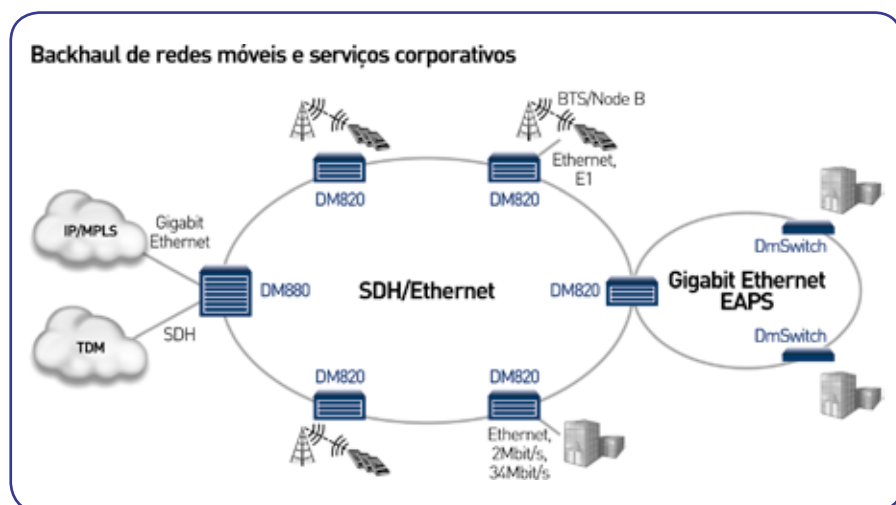 Backhaul de redes móveis e serviços corporativos
BTS/Node B
Ethernet,
E1
DM820
DM820
IP/MPLS
Gigabit
Ethernet
DM880
SDH/Ethernet
DM820
Gigabit Ethernet
EAPS
DmSwitch
DmSwitch
TDM
SDH
DM820
DM820
Ethernet,
2Mbit/s,
34Mbit/s